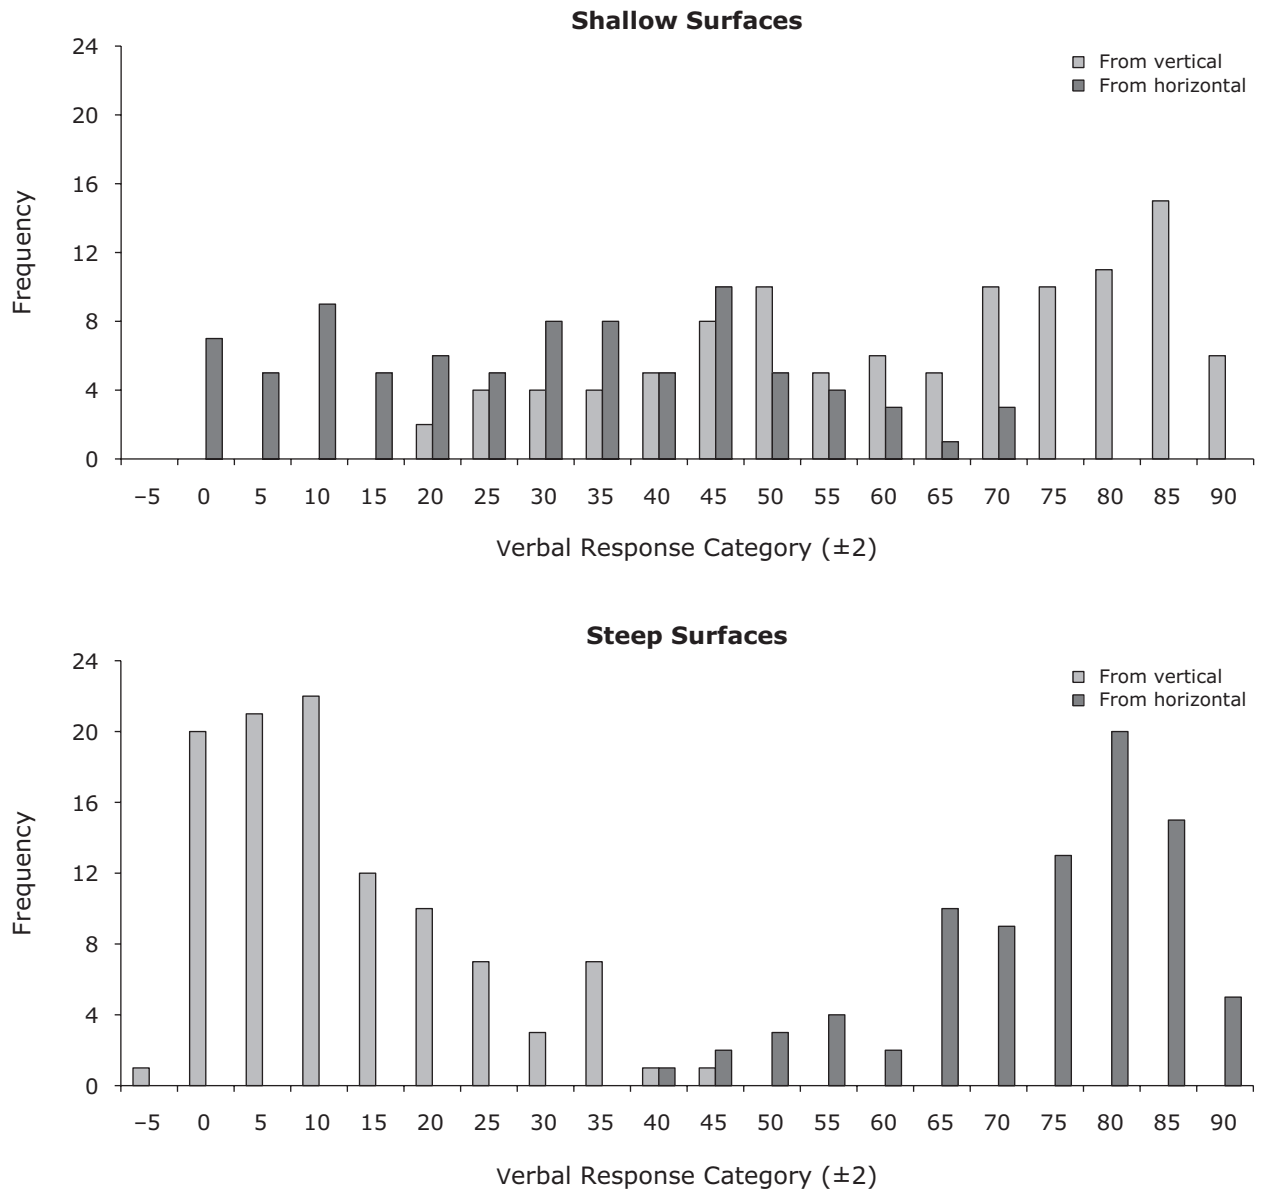 Shallow Surfaces
24
20
16
12
8
4
0
Frequency
From vertical
From horizontal
–5 0 5 10 15 20 25 30 35 40 45 50 55 60 65 70 75 80 85 90
Verbal Response Category (±2)
Steep Surfaces
24
20
16
12
8
4
0
Frequency
From vertical
From horizontal
–5 0 5 10 15 20 25 30 35 40 45 50 55 60 65 70 75 80 85 90
Verbal Response Category (±2)